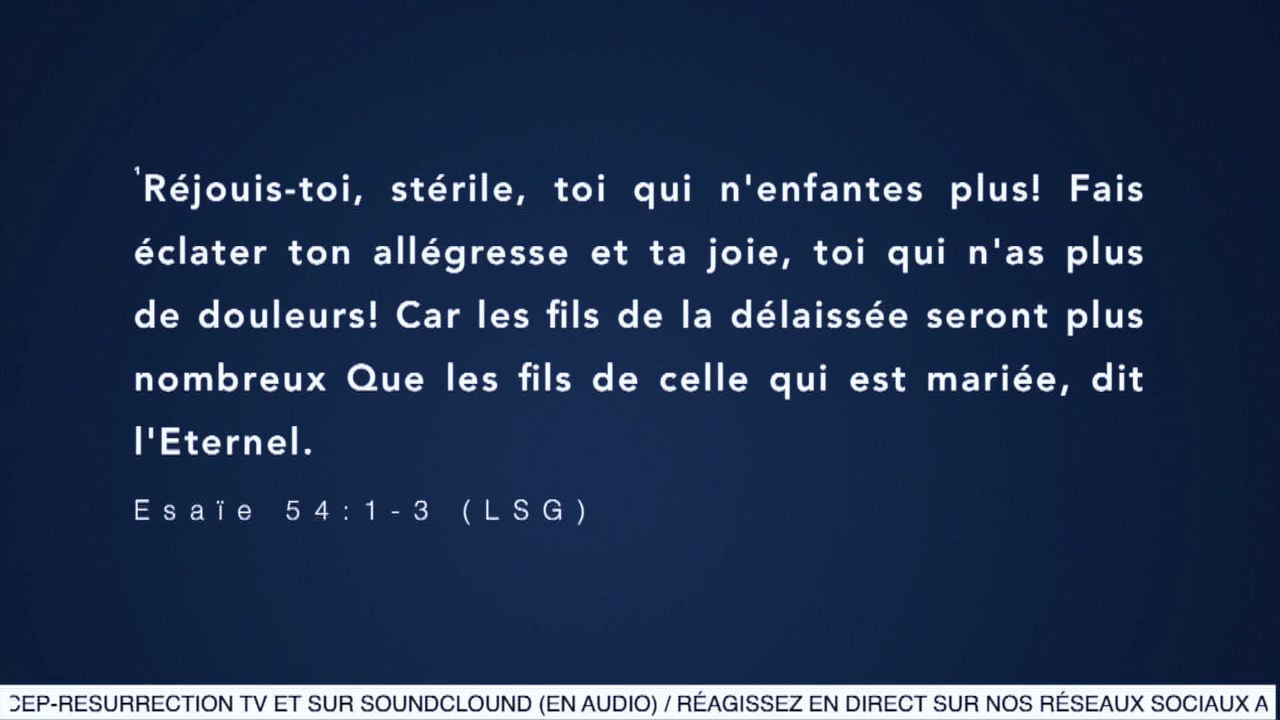 ¹Réjouis-toi, stérile, toi qui n'enfantes plus! Fais
éclater ton allégresse et ta joie, toi qui n'as plus
de douleurs! Car les fils de la délaissée seront plus
nombreux Que les fils de celle qui est mariée, dit
l'Eternel.
Esaïe 54:1-3 (LSG)
CEP-RESURRECTION TV ET SUR SOUNDCLOUND (EN AUDIO) / RÉAGISSEZ EN DIRECT SUR NOS RÉSEAUX SOCIAUX A